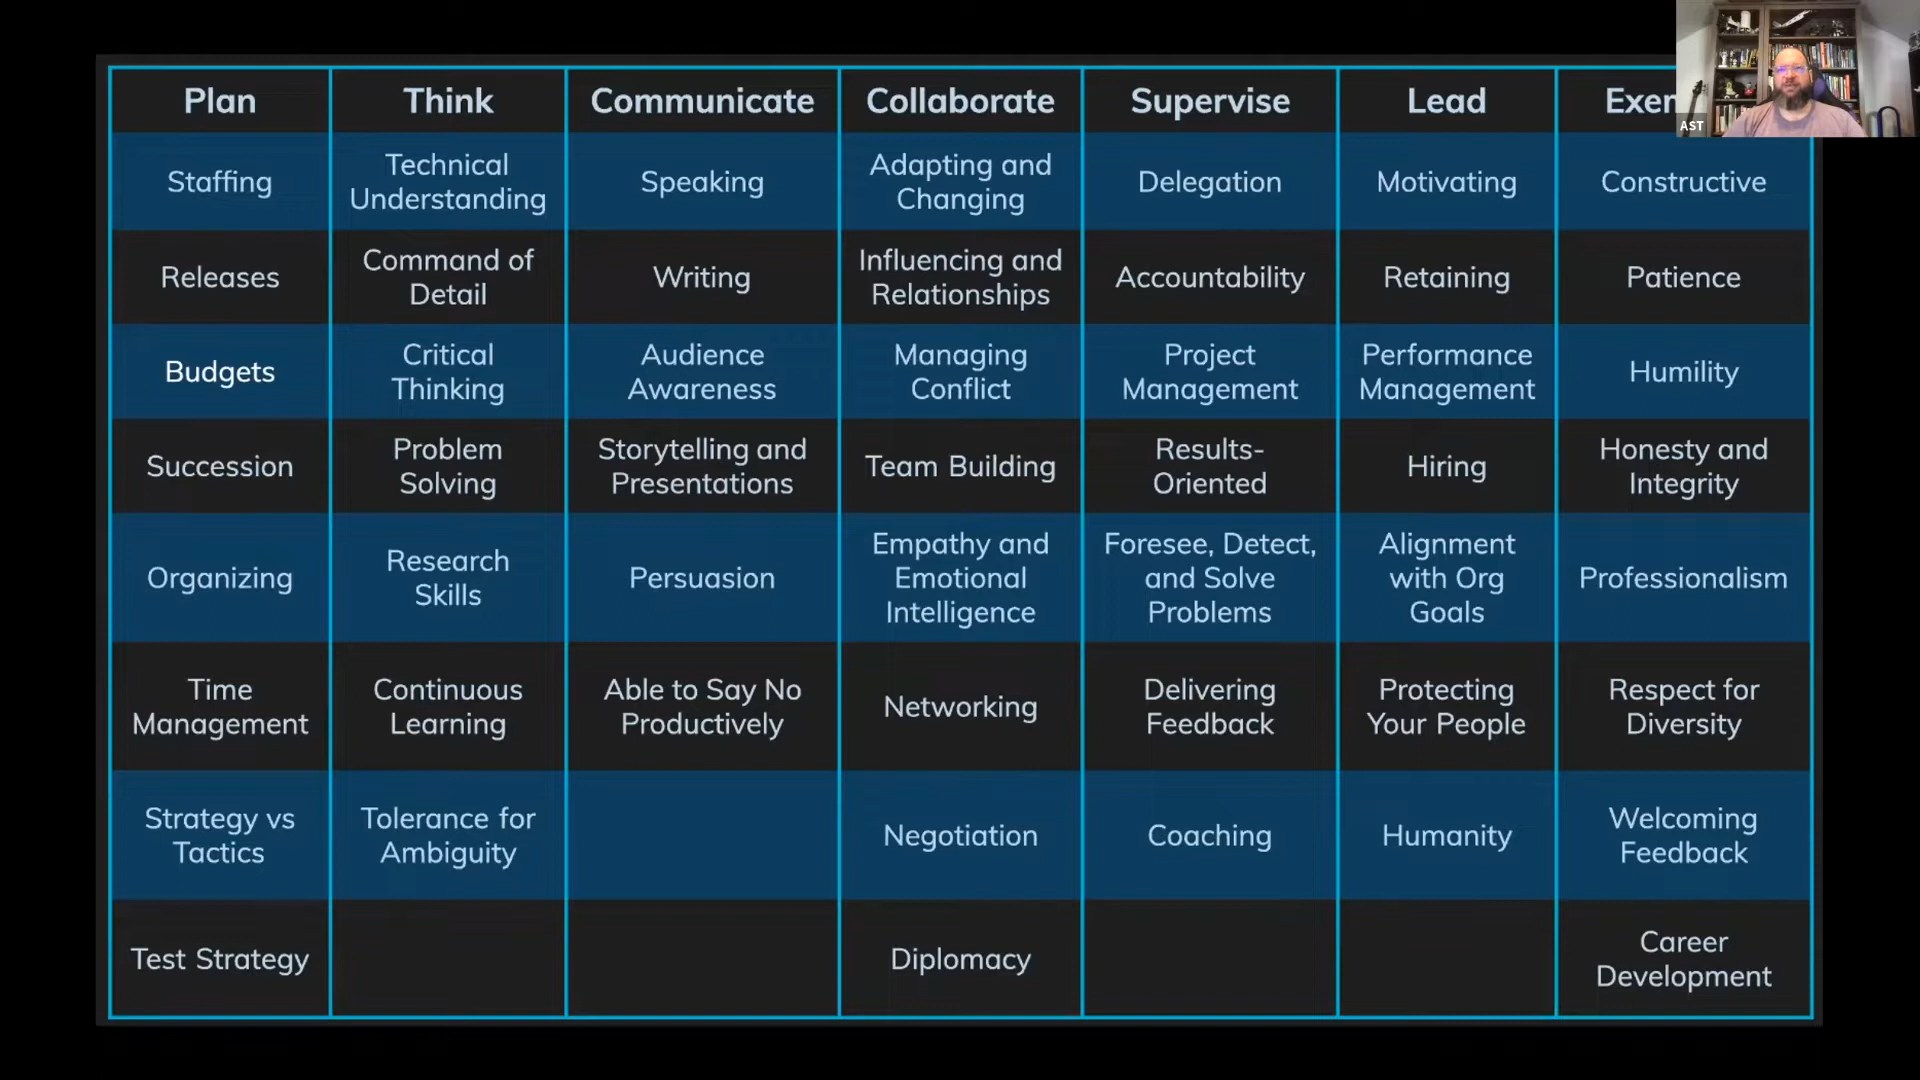 Plan Think Communicate Collaborate Supervise Lead Exem
AST
Staffing
Technical
Understanding
Speaking
Adapting and
Changing
Delegation
Motivating
Constructive
Releases
Command of
Detail
Writing
Influencing and
Relationships
Accountability
Retaining
Patience
Budgets
Critical
Thinking
Audience
Awareness
Managing
Conflict
Project
Management
Performance
Management
Humility
Succession
Problem
Solving
Storytelling and
Presentations
Team Building
Results-
Oriented
Hiring
Honesty and
Integrity
Organizing
Research
Skills
Persuasion
Empathy and
Emotional
Intelligence
Foresee, Detect,
and Solve
Problems
Alignment
with Org
Goals
Professionalism
Time
Management
Continuous
Learning
Able to Say No
Productively
Networking
Delivering
Feedback
Protecting
Your People
Respect for
Diversity
Strategy vs
Tactics
Tolerance for
Ambiguity
Negotiation
Coaching
Humanity
Welcoming
Feedback
Test Strategy
Diplomacy
Career
Development